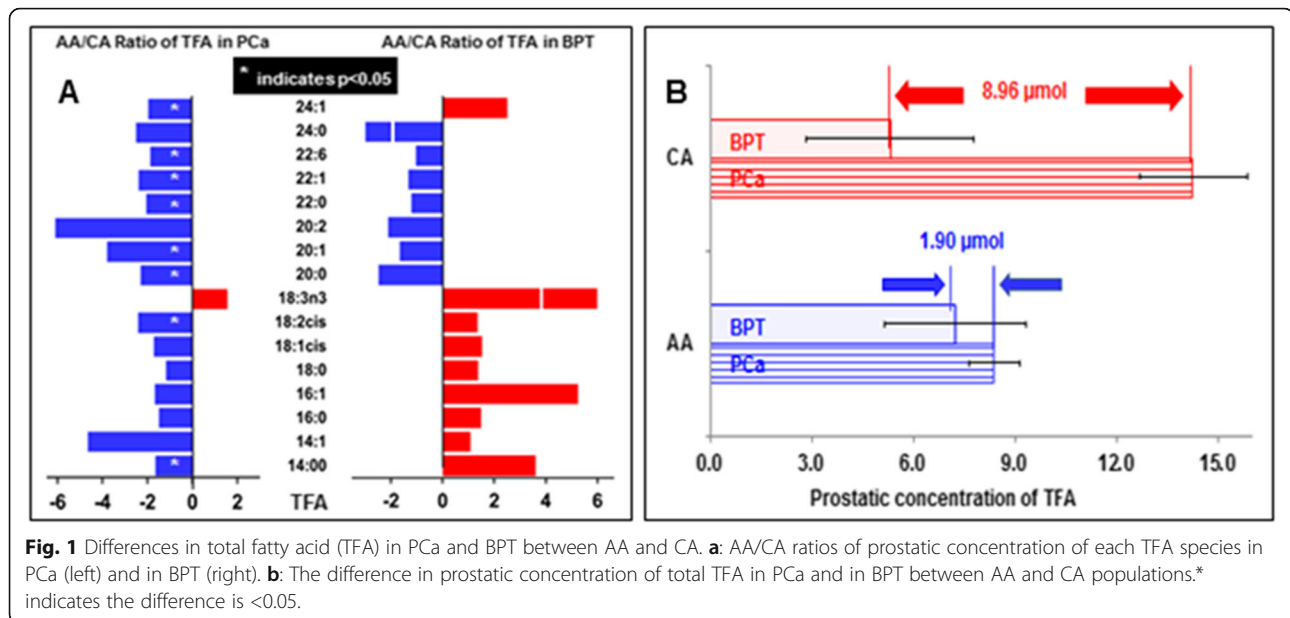 AA/CA Ratio of TFA in PCa
AA/CA Ratio of TFA in BPT
* indicates p<0.05
A
24:1
*
24:0
22:6
*
22:1
*
22:0
*
20:2
20:1
*
20:0
*
18:3n3
18:2cis
*
18:1cis
18:0
16:1
16:0
14:1
14:00
*
-6 -4 -2 0 2
TFA
-2 0 2 4 6
B
8.96 µmol
CA
BPT
PCa
1.90 µmol
AA
BPT
PCa
0.0 3.0 6.0 9.0 12.0 15.0
Prostatic concentration of TFA
Fig. 1 Differences in total fatty acid (TFA) in PCa and BPT between AA and CA. a: AA/CA ratios of prostatic concentration of each TFA species in
PCa (left) and in BPT (right). b: The difference in prostatic concentration of total TFA in PCa and in BPT between AA and CA populations.*
indicates the difference is <0.05.